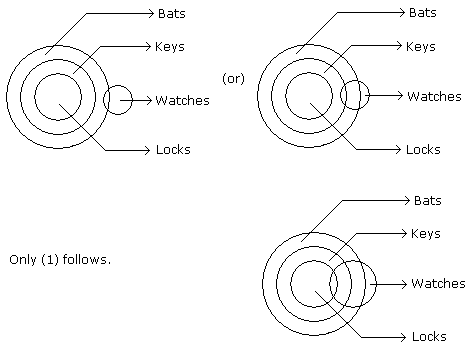 Bats
Keys
Watches
Locks
(or)
Bats
Keys
Watches
Locks
Only (1) follows.
Bats
Keys
Watches
Locks